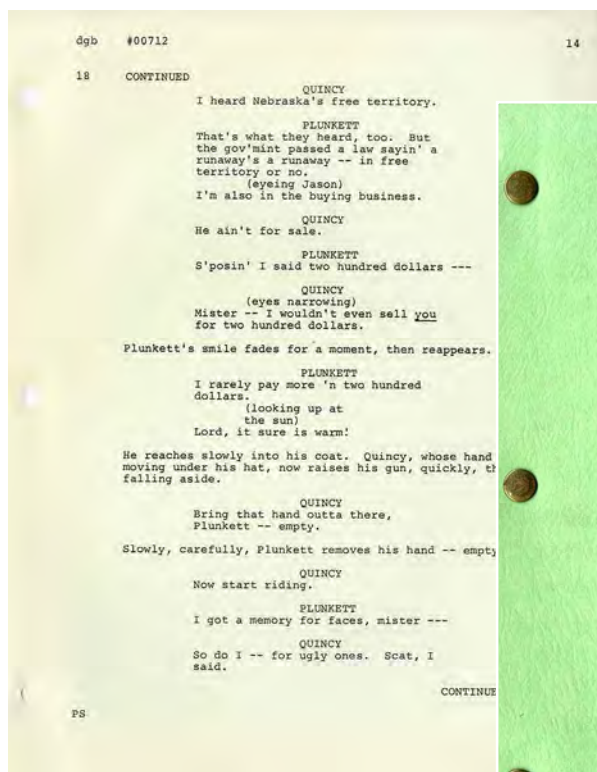 dgb #00712 14
18 CONTINUED
QUINCY
I heard Nebraska's free territory.
PLUNKETT
That's what they heard, too. But
the gov'mint passed a law sayin' a
runaway's a runaway -- in free
territory or no.
(eyeing Jason)
I'm also in the buying business.
QUINCY
He ain't for sale.
PLUNKETT
S'posin' I said two hundred dollars ---
QUINCY
(eyes narrowing)
Mister -- I wouldn't even sell you
for two hundred dollars.
Plunkett's smile fades for a moment, then reappears.
PLUNKETT
I rarely pay more 'n two hundred
dollars.
(looking up at
the sun)
Lord, it sure is warm!
He reaches slowly into his coat. Quincy, whose hand
moving under his hat, now raises his gun, quickly,
falling aside.
QUINCY
Bring that hand outta there,
Plunkett -- empty.
Slowly, carefully, Plunkett removes his hand -- empty
QUINCY
Now start riding.
PLUNKETT
I got a memory for faces, mister ---
QUINCY
So do I -- for ugly ones. Scat, I
said.
CONTINUE
PS